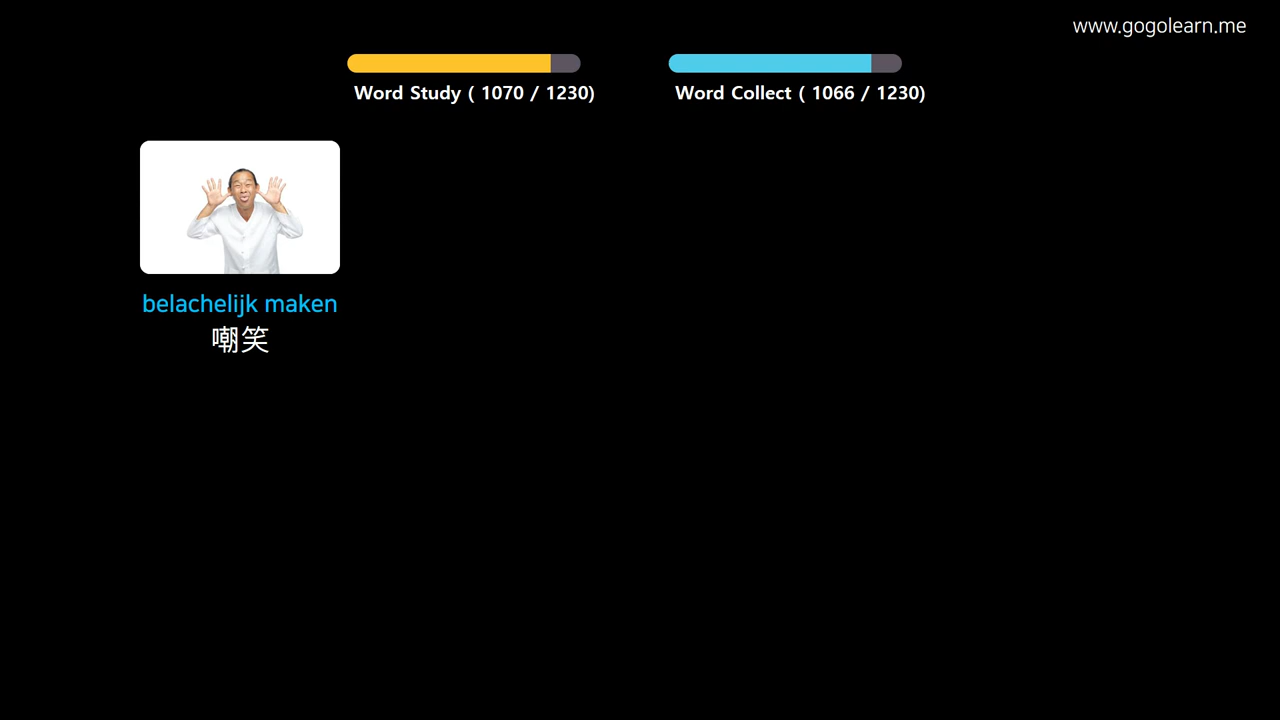 www.gogolearn.me
Word Study ( 1070 / 1230)
Word Collect ( 1066 / 1230)
belachelijk maken
嘲笑